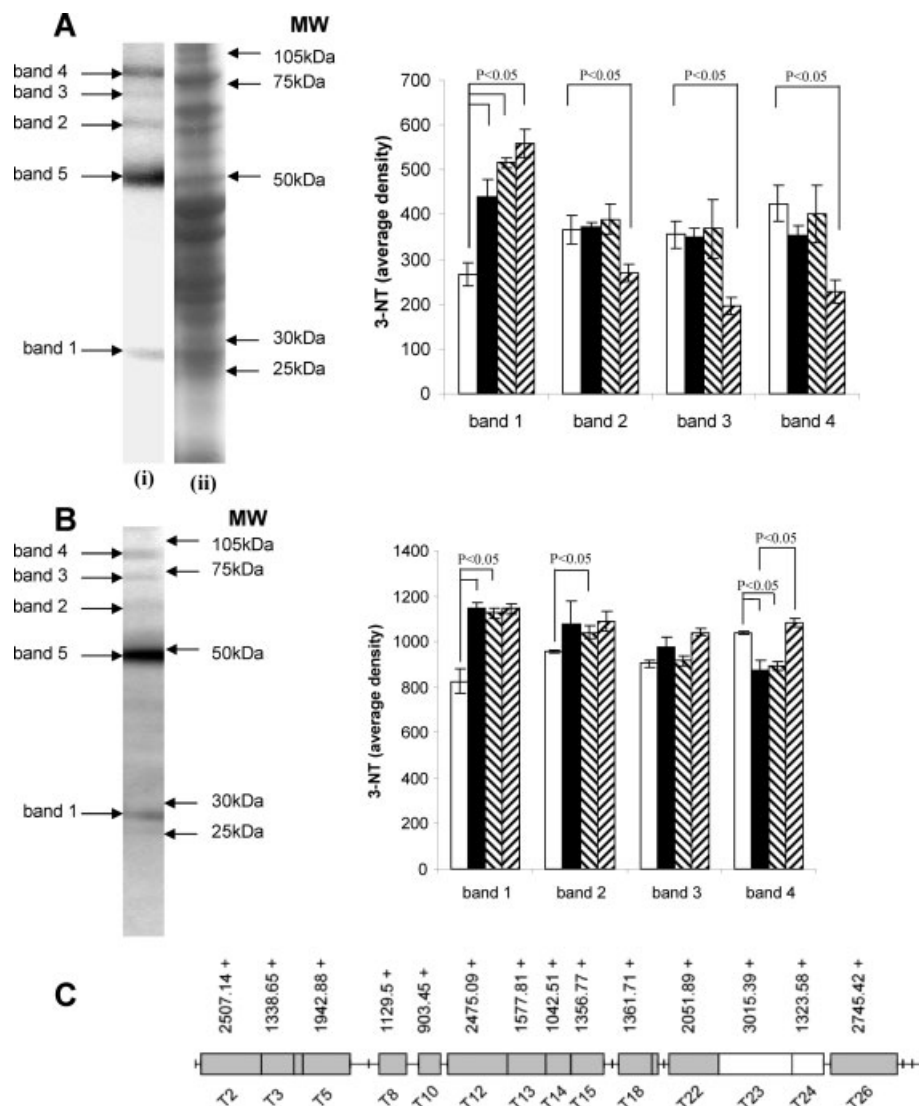 A
MW
band 4
band 3
band 2
band 5
band 1
105kDa
75kDa
50kDa
30kDa
25kDa
(i)
(ii)
3-NT (average density)
700
600
500
400
300
200
100
0
P<0.05
P<0.05
P<0.05
P<0.05
band 1
band 2
band 3
band 4
B
MW
band 4
band 3
band 2
band 5
band 1
105kDa
75kDa
50kDa
30kDa
25kDa
3-NT (average density)
1400
1200
1000
800
600
400
200
0
P<0.05
P<0.05
P<0.05
P<0.05
band 1
band 2
band 3
band 4
C
2507.14 +
1338.65 +
1942.88 +
1129.5 +
903.45 +
2475.09 +
1577.81 +
1042.51 +
1356.77 +
1361.71 +
2051.89 +
3015.39 +
1323.58 +
2745.42 +
T2
T3
T5
T8
T10
T12
T13
T14
T15
T18
T22
T23
T24
T26